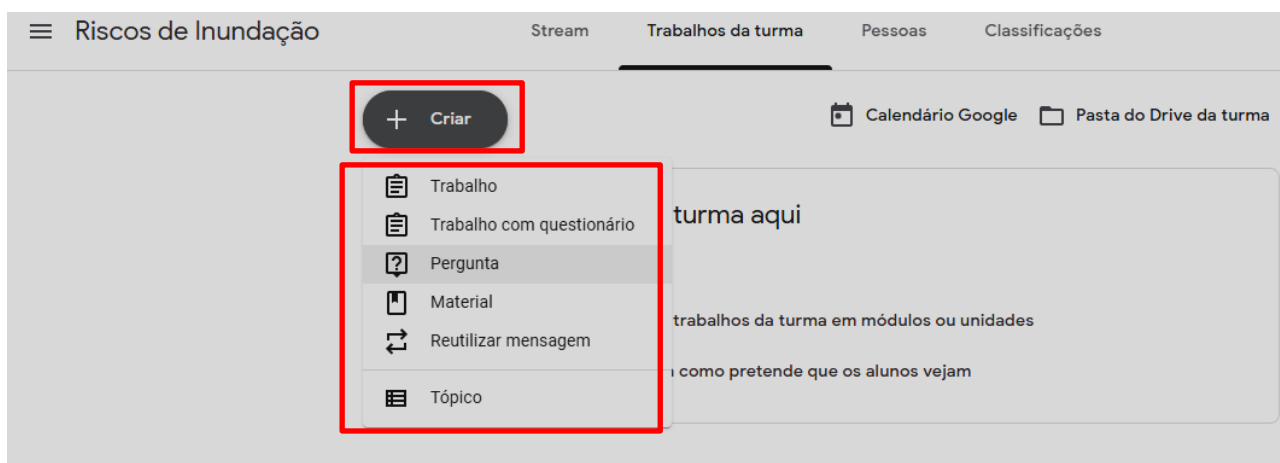 Riscos de Inundação
Stream
Trabalhos da turma
Pessoas
Classificações
Criar
Calendário Google
Pasta do Drive da turma
Trabalho
Trabalho com questionário
Pergunta
Material
Reutilizar mensagem
Tópico
turma aqui
trabalhos da turma em módulos ou unidades
como pretende que os alunos vejam